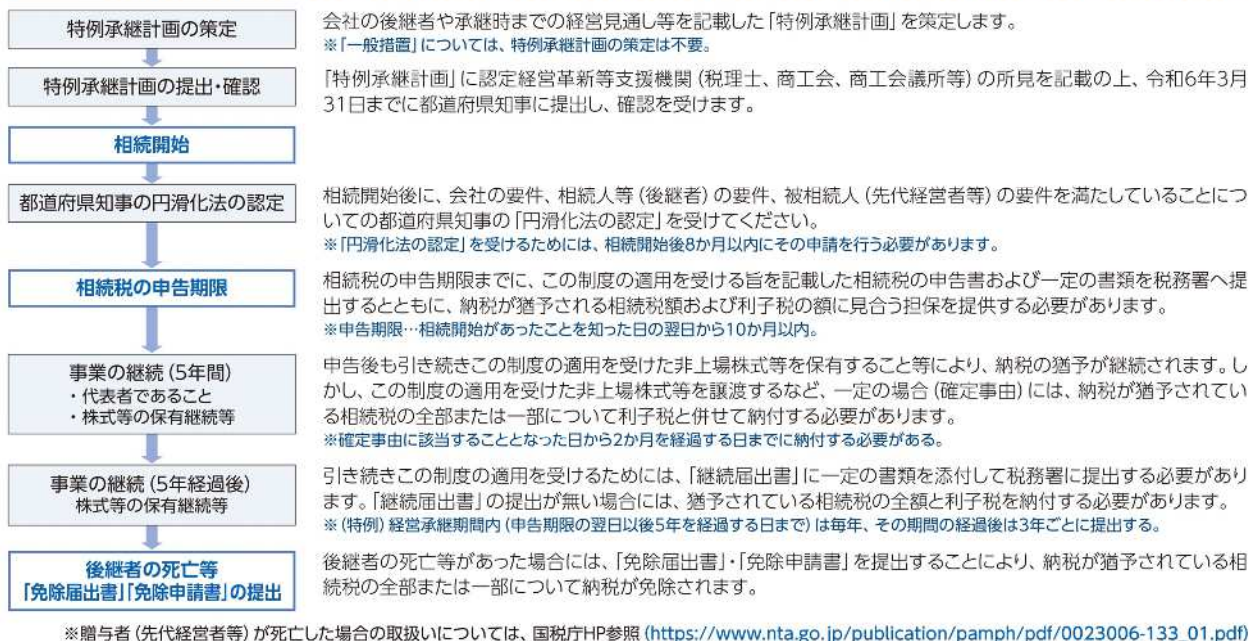 特例承継計画の策定
会社の後継者や承継時までの経営見通し等を記載した「特例承継計画」を策定します。
※「一般措置」については、特例承継計画の策定は不要。
特例承継計画の提出・確認
「特例承継計画」に認定経営革新等支援機関(税理士、商工会、商工会議所等)の所見を記載の上、令和6年3月
31日までに都道府県知事に提出し、確認を受けます。
相続開始
都道府県知事の円滑化法の認定
相続開始後に、会社の要件、相続人等(後継者)の要件、被相続人(先代経営者等)の要件を満たしていることにつ
いての都道府県知事の「円滑化法の認定」を受けてください。
※「円滑化法の認定」を受けるためには、相続開始後8か月以内にその申請を行う必要があります。
相続税の申告期限
相続税の申告期限までに、この制度の適用を受ける旨を記載した相続税の申告書および一定の書類を税務署へ提
出するとともに、納税が猶予される相続税額および利子税の額に見合う担保を提供する必要があります。
※申告期限…相続開始があったことを知った日の翌日から10か月以内。
事業の継続(5年間)
・代表者であること
・株式等の保有継続等
申告後も引き続きこの制度の適用を受けた非上場株式等を保有すること等により、納税の猶予が継続されます。し
かし、この制度の適用を受けた非上場株式等を譲渡するなど、一定の場合(確定事由)には、納税が猶予されてい
る相続税の全部または一部について利子税と併せて納付する必要があります。
※確定事由に該当することとなった日から2か月を経過する日までに納付する必要がある。
事業の継続(5年経過後)
株式等の保有継続等
引き続きこの制度の適用を受けるためには、「継続届出書」に一定の書類を添付して税務署に提出する必要があり
ます。「継続届出書」の提出が無い場合には、猶予されている相続税の全額と利子税を納付する必要があります。
※(特例)経営承継期間内(申告期限の翌日以後5年を経過する日まで)は毎年、その期間の経過後は3年ごとに提出する。
後継者の死亡等
「免除届出書」「免除申請書」の提出
後継者の死亡等があった場合には、「免除届出書」・「免除申請書」を提出することにより、納税が猶予されている相
続税の全部または一部について納税が免除されます。
※贈与者(先代経営者等)が死亡した場合の取扱いについては、国税庁HP参照(https://www.nta.go.jp/publication/pamph/pdf/0023006-133_01.pdf)